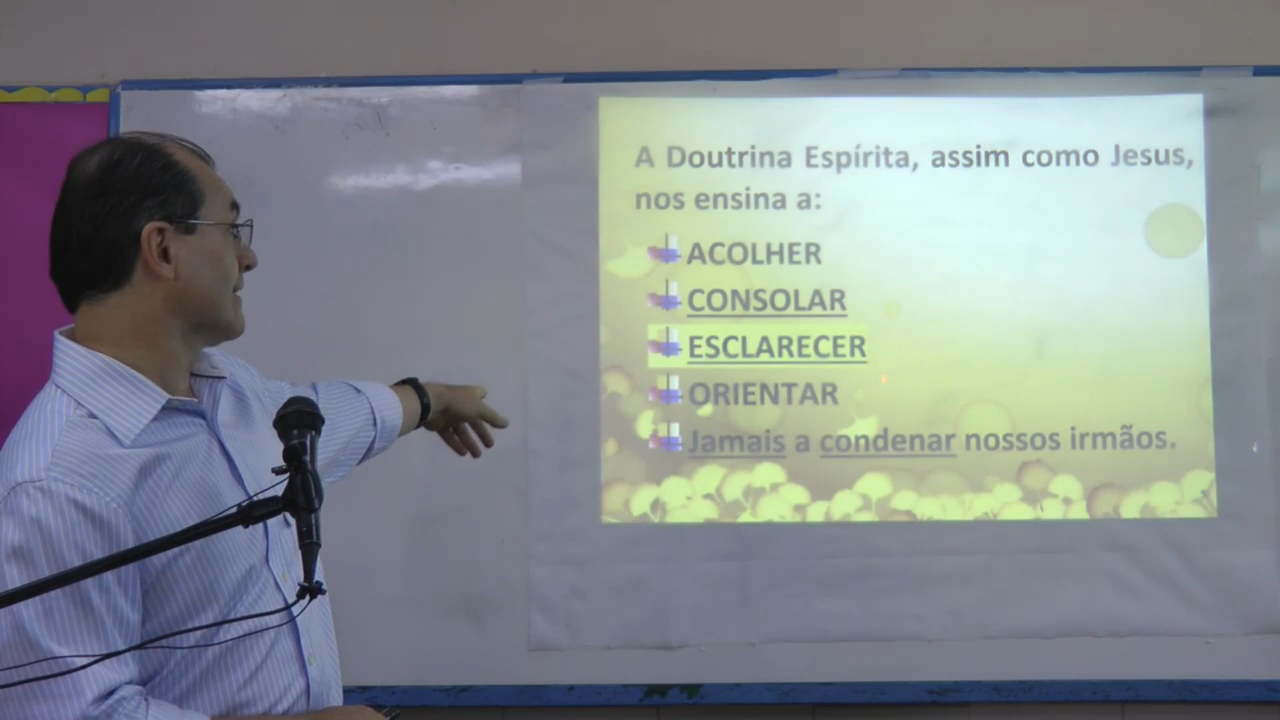 A Doutrina Espírita, assim como Jesus,
nos ensina a:
ACOLHER
CONSOLAR
ESCLARECER
ORIENTAR
Jamais a condenar nossos irmãos.